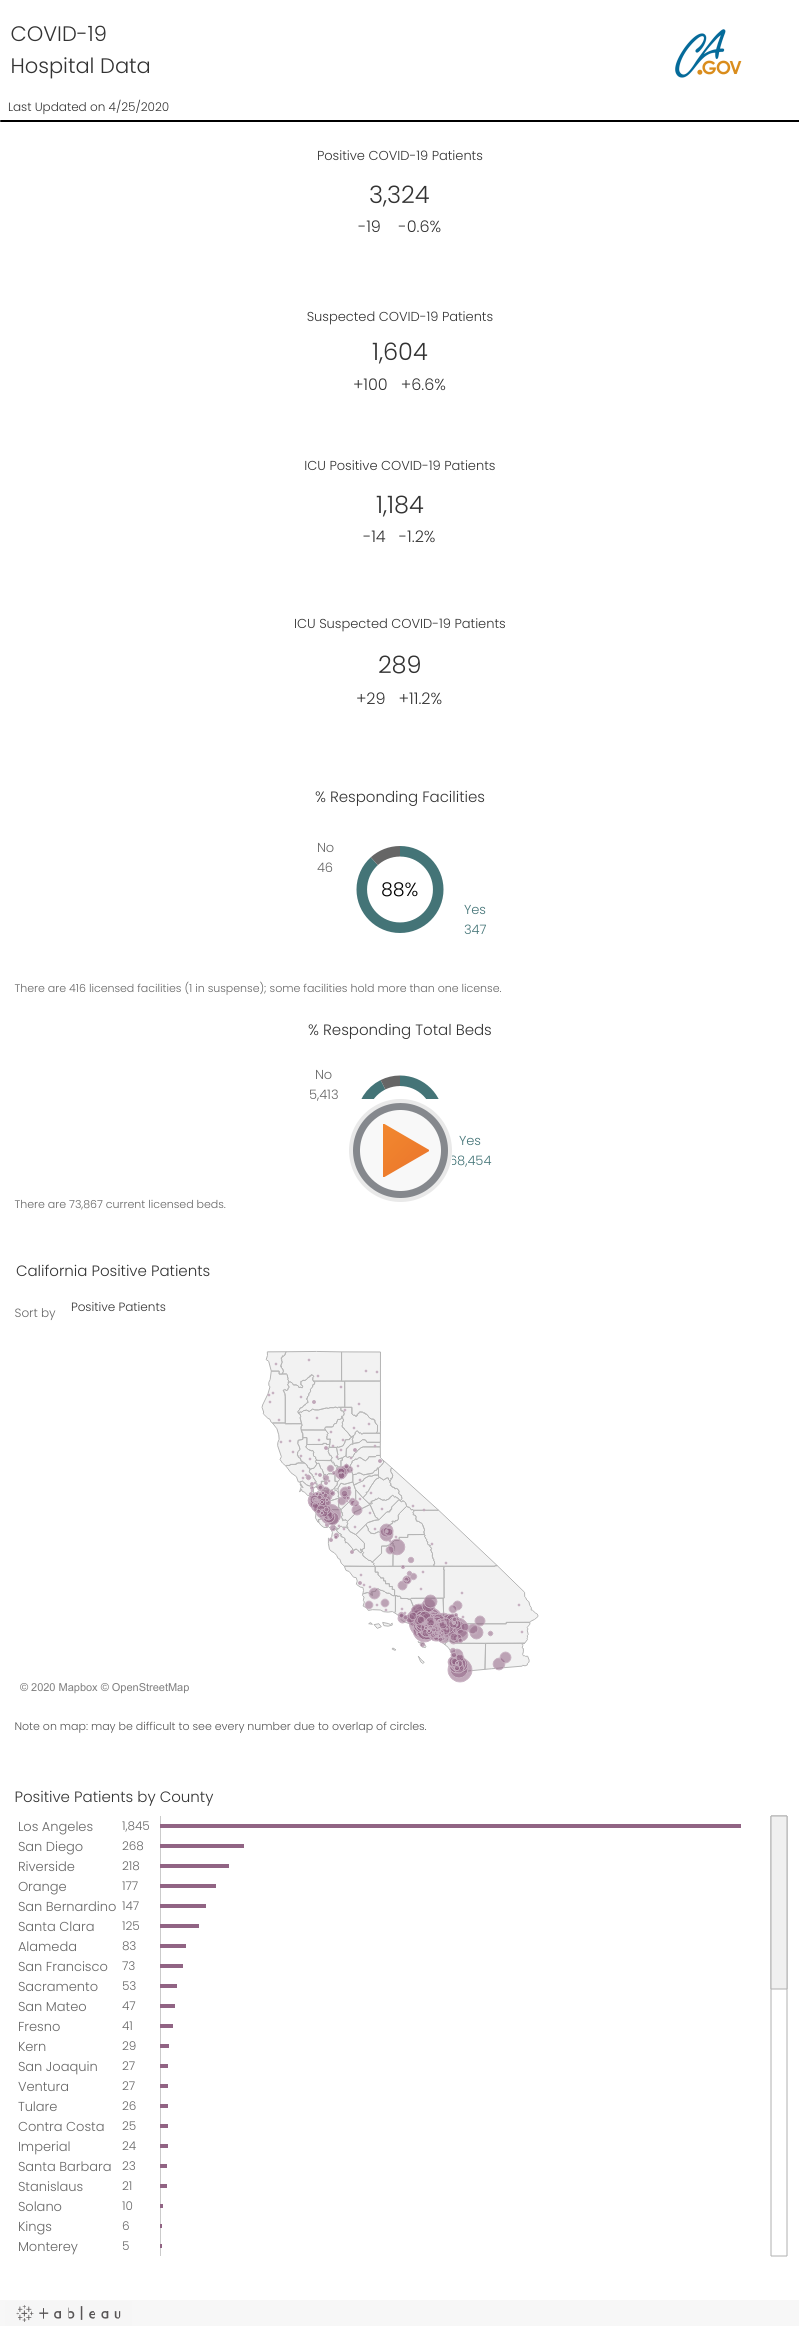 COVID-19
Hospital Data
CA
.GOV
Last Updated on 4/25/2020
Positive COVID-19 Patients
3,324
-19 -0.6%
Suspected COVID-19 Patients
1,604
+100 +6.6%
ICU Positive COVID-19 Patients
1,184
-14 -1.2%
ICU Suspected COVID-19 Patients
289
+29 +11.2%
% Responding Facilities
No
46
88%
Yes
347
There are 416 licensed facilities (1 in suspense); some facilities hold more than one license.
% Responding Total Beds
No
5,413
Yes
68,454
There are 73,867 current licensed beds.
California Positive Patients
Sort by Positive Patients
© 2020 Mapbox © OpenStreetMap
Note on map: may be difficult to see every number due to overlap of circles.
Positive Patients by County
Los Angeles 1,845
San Diego 268
Riverside 218
Orange 177
San Bernardino 147
Santa Clara 125
Alameda 83
San Francisco 73
Sacramento 53
San Mateo 47
Fresno 41
Kern 29
San Joaquin 27
Ventura 27
Tulare 26
Contra Costa 25
Imperial 24
Santa Barbara 23
Stanislaus 21
Solano 10
Kings 6
Monterey 5
+ableau